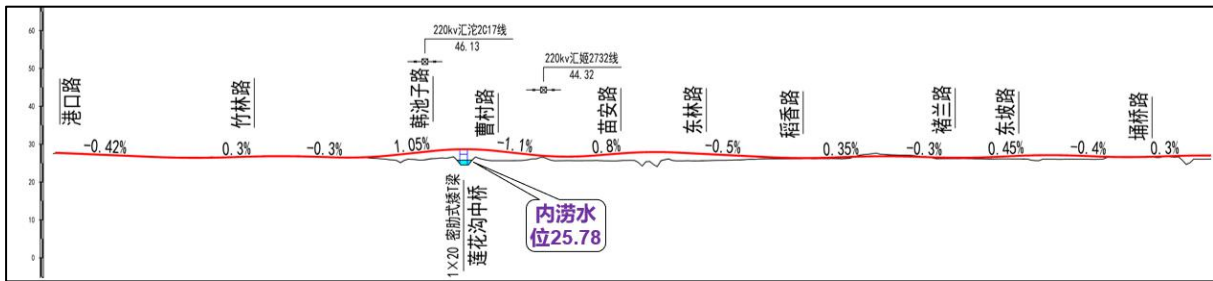 60
50
40
30
20
10
0
220kv汇沱2C17线
46.13
220kv汇姬2732线
44.32
港口路
竹林路
韩池子路
曹村路
苗安路
东林路
稻香路
褚兰路
东坡路
埇桥路
-0.42%
0.3%
-0.3%
1.05%
-1.1%
0.8%
-0.5%
0.35%
-0.3%
0.45%
-0.4%
0.3%
1×20 密肋式矮T梁
莲花沟中桥
内涝水
位25.78